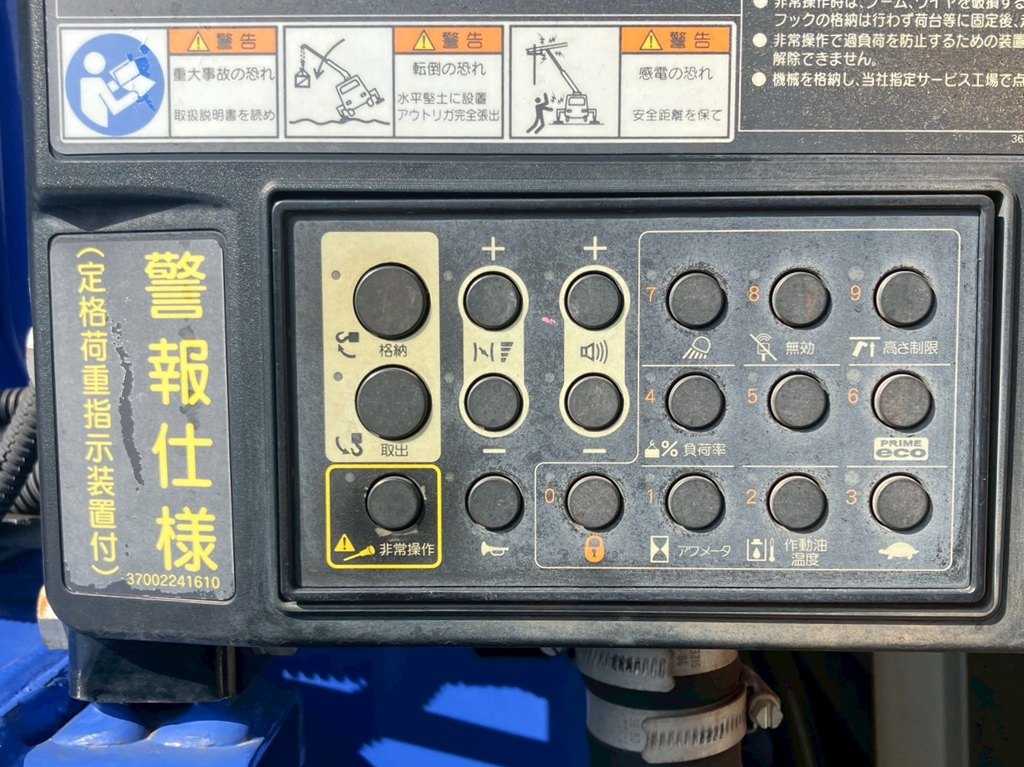 非常操作時は、ブーム、ワイヤを破損する
フックの格納は行わず荷台等に固定後、
非常操作で過負荷を防止するための装置
解除できません。
機械を格納し、当社指定サービス工場で点
警告
重大事故の恐れ
取扱説明書を読め
警告
転倒の恐れ
水平堅土に設置
アウトリガ完全張出
警告
感電の恐れ
安全距離を保て
警報仕様
(定格荷重指示装置付)
37002241610
格納
取出
非常操作
+
−
+
−
7
8
無効
9
高さ制限
4
% 負荷率
5
6
PRIME
eco
0
1
アワメータ
2
作動油
温度
3